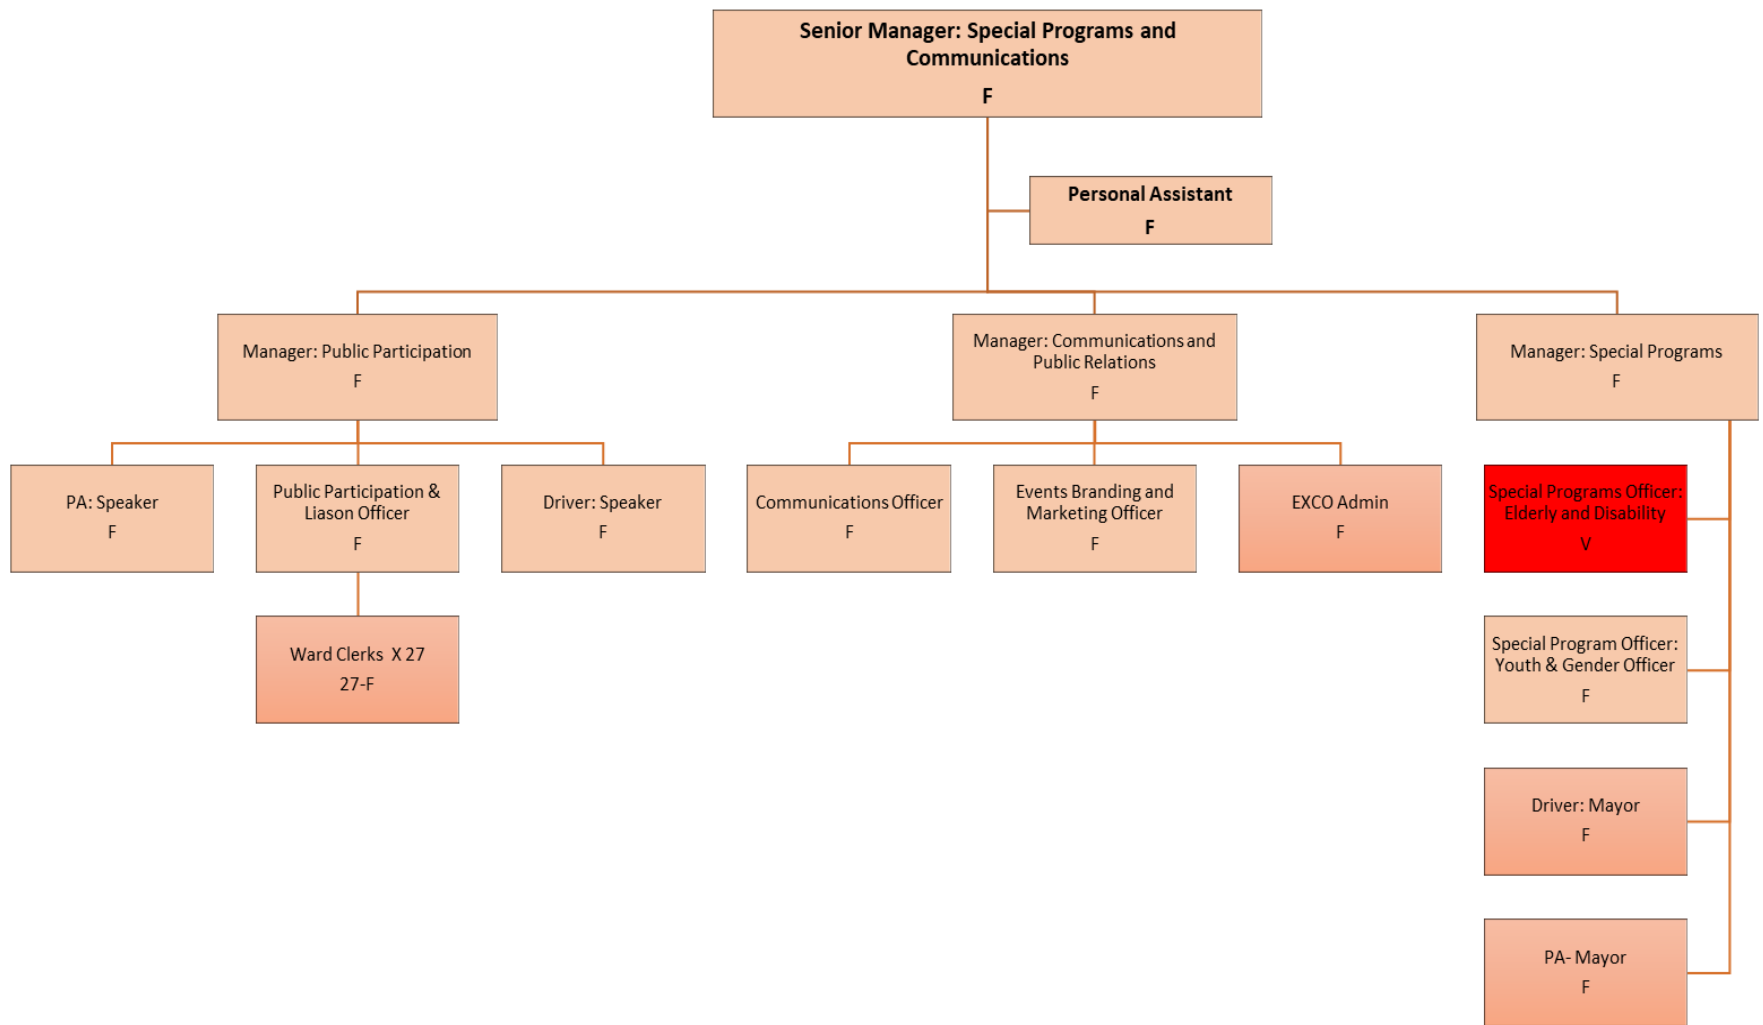 Senior Manager: Special Programs and
Communications
F
Personal Assistant
F
Manager: Public Participation
F
Manager: Communications and
Public Relations
F
Manager: Special Programs
F
PA: Speaker
F
Public Participation &
Liason Officer
F
Driver: Speaker
F
Communications Officer
F
Events Branding and
Marketing Officer
F
EXCO Admin
F
Special Programs Officer:
Elderly and Disability
V
Ward Clerks X 27
27-F
Special Program Officer:
Youth & Gender Officer
F
Driver: Mayor
F
PA- Mayor
F